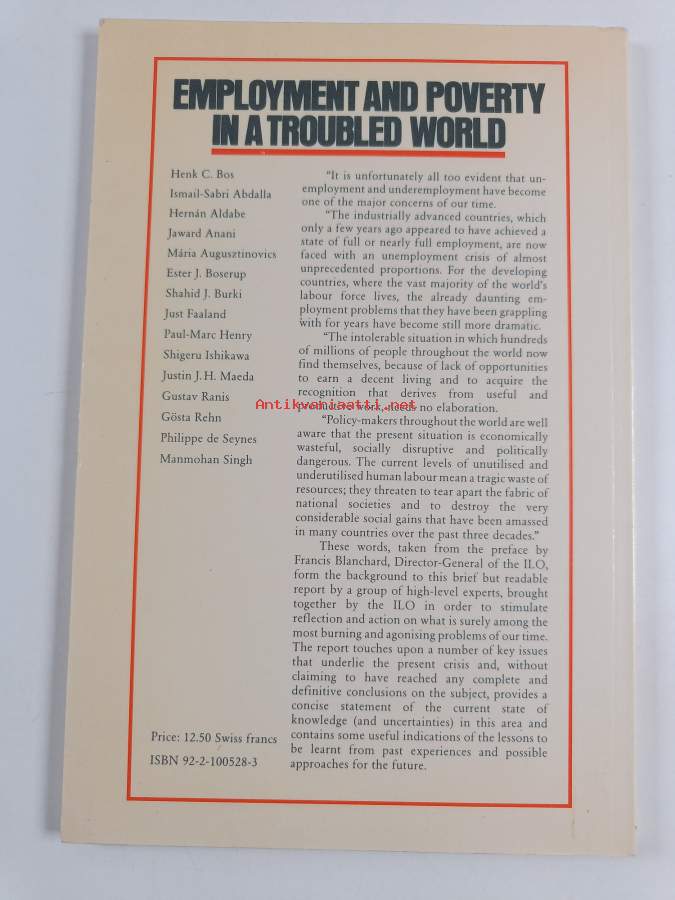 EMPLOYMENT AND POVERTY
IN A TROUBLED WORLD
Henk C. Bos
Ismail-Sabri Abdalla
Hernán Aldabe
Jaward Anani
Mária Augusztinovics
Ester J. Boserup
Shahid J. Burki
Just Faaland
Paul-Marc Henry
Shigeru Ishikawa
Justin J. H. Maeda
Gustav Ranis
Gösta Rehn
Philippe de Seynes
Manmohan Singh
Price: 12.50 Swiss francs
ISBN 92-2-100528-3
"It is unfortunately all too evident that un-
employment and underemployment have become
one of the major concerns of our time.
"The industrially advanced countries, which
only a few years ago appeared to have achieved a
state of full or nearly full employment, are now
faced with an unemployment crisis of almost
unprecedented proportions. For the developing
countries, where the vast majority of the world's
labour force lives, the already daunting em-
ployment problems that they have been grappling
with for years have become still more dramatic.
"The intolerable situation in which hundreds
of millions of people throughout the world now
find themselves, because of lack of opportunities
to earn a decent living and to acquire the
recognition that derives from useful and
productive work, needs no elaboration.
"Policy-makers throughout the world are well
aware that the present situation is economically
wasteful, socially disruptive and politically
dangerous. The current levels of unutilised and
underutilised human labour mean a tragic waste of
resources; they threaten to tear apart the fabric of
national societies and to destroy the very
considerable social gains that have been amassed
in many countries over the past three decades."
These words, taken from the preface by
Francis Blanchard, Director-General of the ILO,
form the background to this brief but readable
report by a group of high-level experts, brought
together by the ILO in order to stimulate
reflection and action on what is surely among the
most burning and agonising problems of our time.
The report touches upon a number of key issues
that underlie the present crisis and, without
claiming to have reached any complete and
definitive conclusions on the subject, provides a
concise statement of the current state of
knowledge (and uncertainties) in this area and
contains some useful indications of the lessons to
be learnt from past experiences and possible
approaches for the future.
Antikvariaatti.net